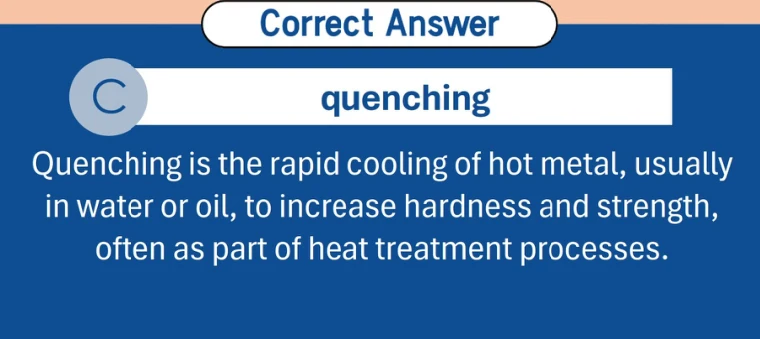 Correct Answer
C
quenching
Quenching is the rapid cooling of hot metal, usually
in water or oil, to increase hardness and strength,
often as part of heat treatment processes.